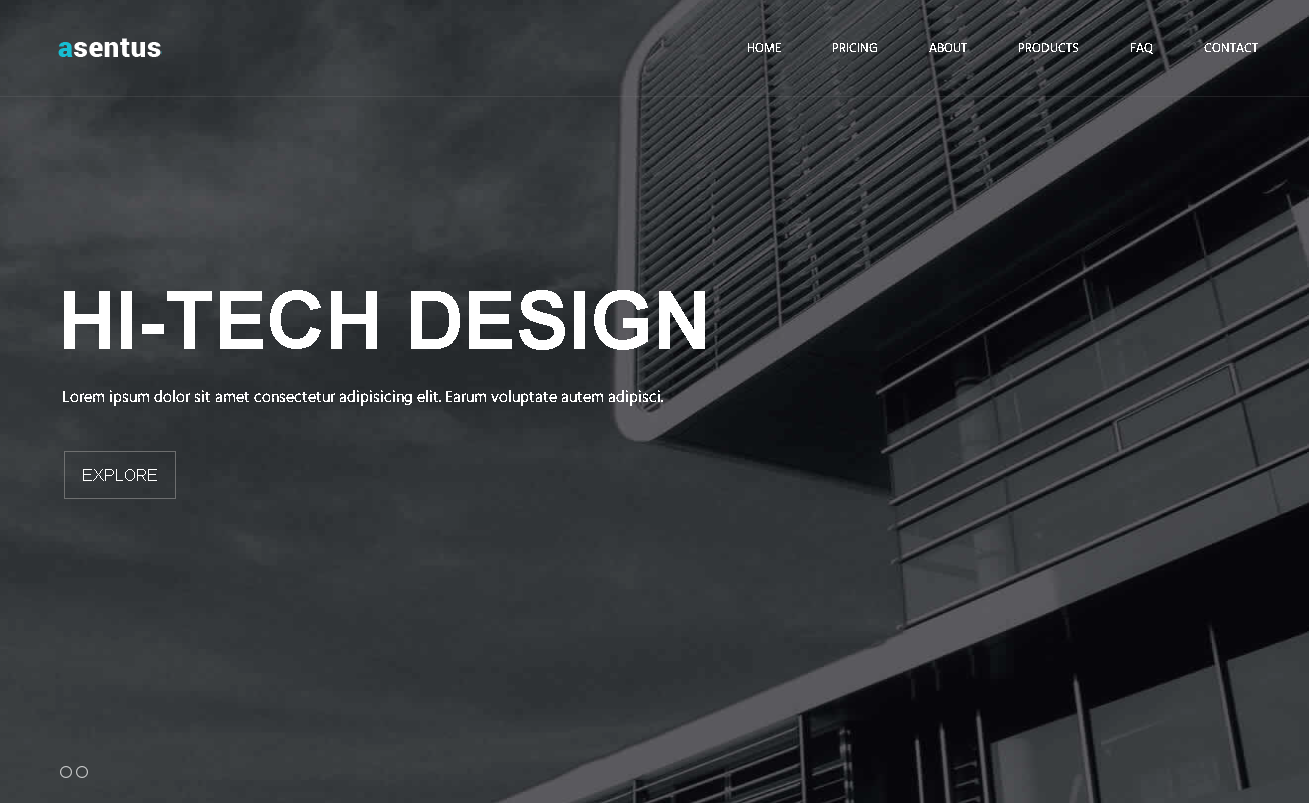 asentus
HOME PRICING ABOUT PRODUCTS FAQ CONTACT
HI-TECH DESIGN
Lorem ipsum dolor sit amet consectetur adipisicing elit. Earum voluptate autem adipisci.
EXPLORE